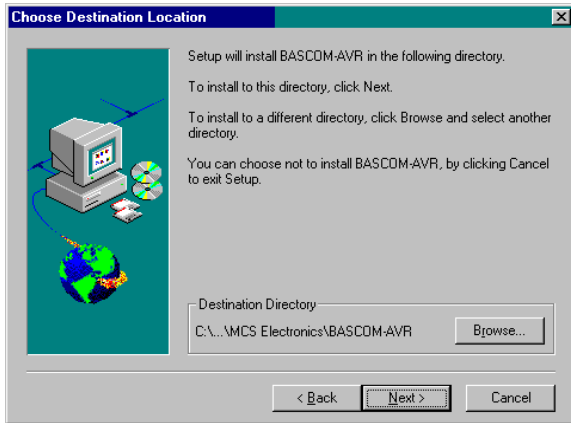 Choose Destination Location
Setup will install BASCOM-AVR in the following directory.
To install to this directory, click Next.
To install to a different directory, click Browse and select another
directory.
You can choose not to install BASCOM-AVR, by clicking Cancel
to exit Setup.
Destination Directory
C:\...\MCS Electronics\BASCOM-AVR
Browse...
< Back
Next >
Cancel